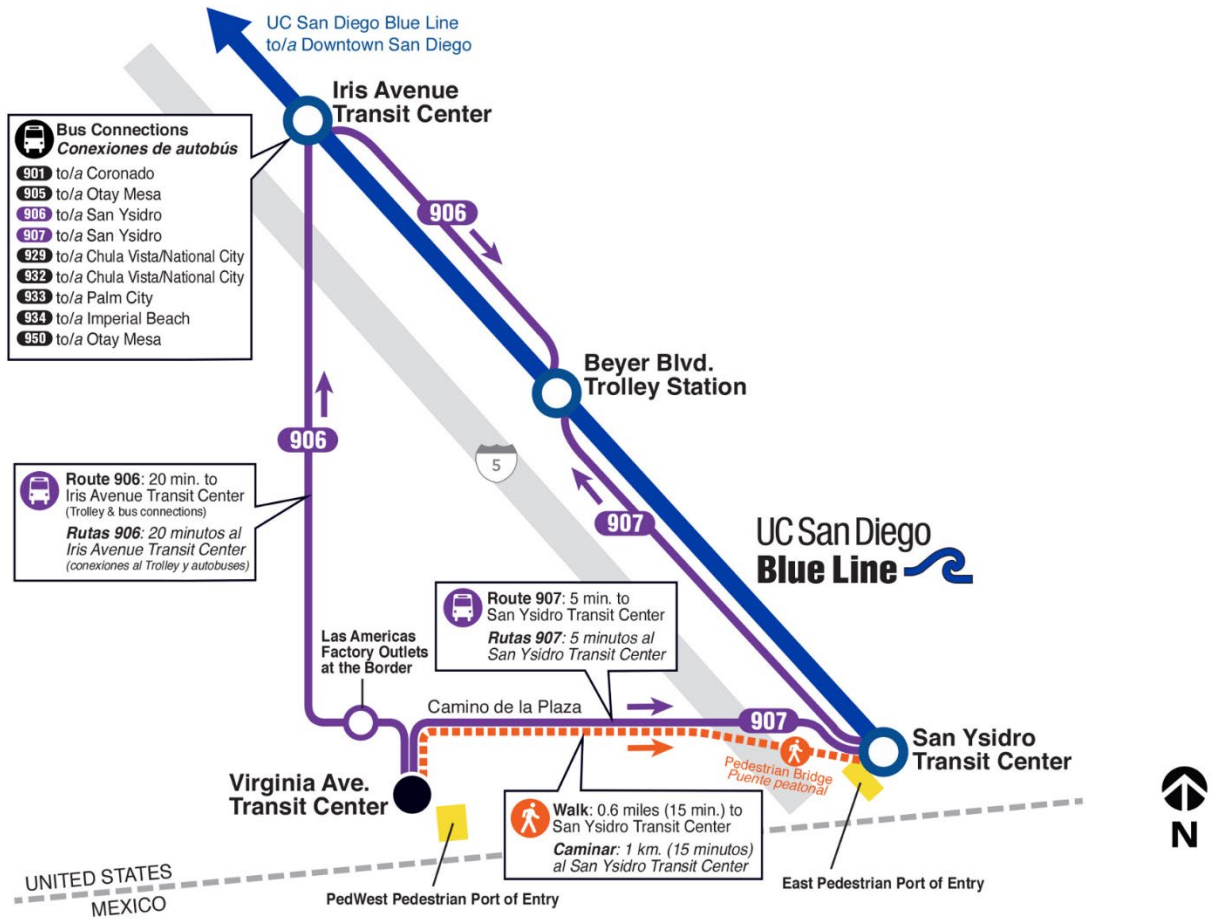 UC San Diego Blue Line
to/a Downtown San Diego
Iris Avenue
Transit Center
Bus Connections
Conexiones de autobús
901 to/a Coronado
905 to/a Otay Mesa
906 to/a San Ysidro
907 to/a San Ysidro
929 to/a Chula Vista/National City
932 to/a Chula Vista/National City
933 to/a Palm City
934 to/a Imperial Beach
950 to/a Otay Mesa
906
Beyer Blvd.
Trolley Station
906
5
Route 906: 20 min. to
Iris Avenue Transit Center
(Trolley & bus connections)
Rutas 906: 20 minutos al
Iris Avenue Transit Center
(conexiones al Trolley y autobuses)
907
UC San Diego
Blue Line
Route 907: 5 min. to
San Ysidro Transit Center
Rutas 907: 5 minutos al
San Ysidro Transit Center
Las Americas
Factory Outlets
at the Border
Camino de la Plaza
907
San Ysidro
Transit Center
Pedestrian Bridge
Puente peatonal
Virginia Ave.
Transit Center
Walk: 0.6 miles (15 min.) to
San Ysidro Transit Center
Caminar: 1 km. (15 minutos)
al San Ysidro Transit Center
N
UNITED STATES
MEXICO
PedWest Pedestrian Port of Entry
East Pedestrian Port of Entry